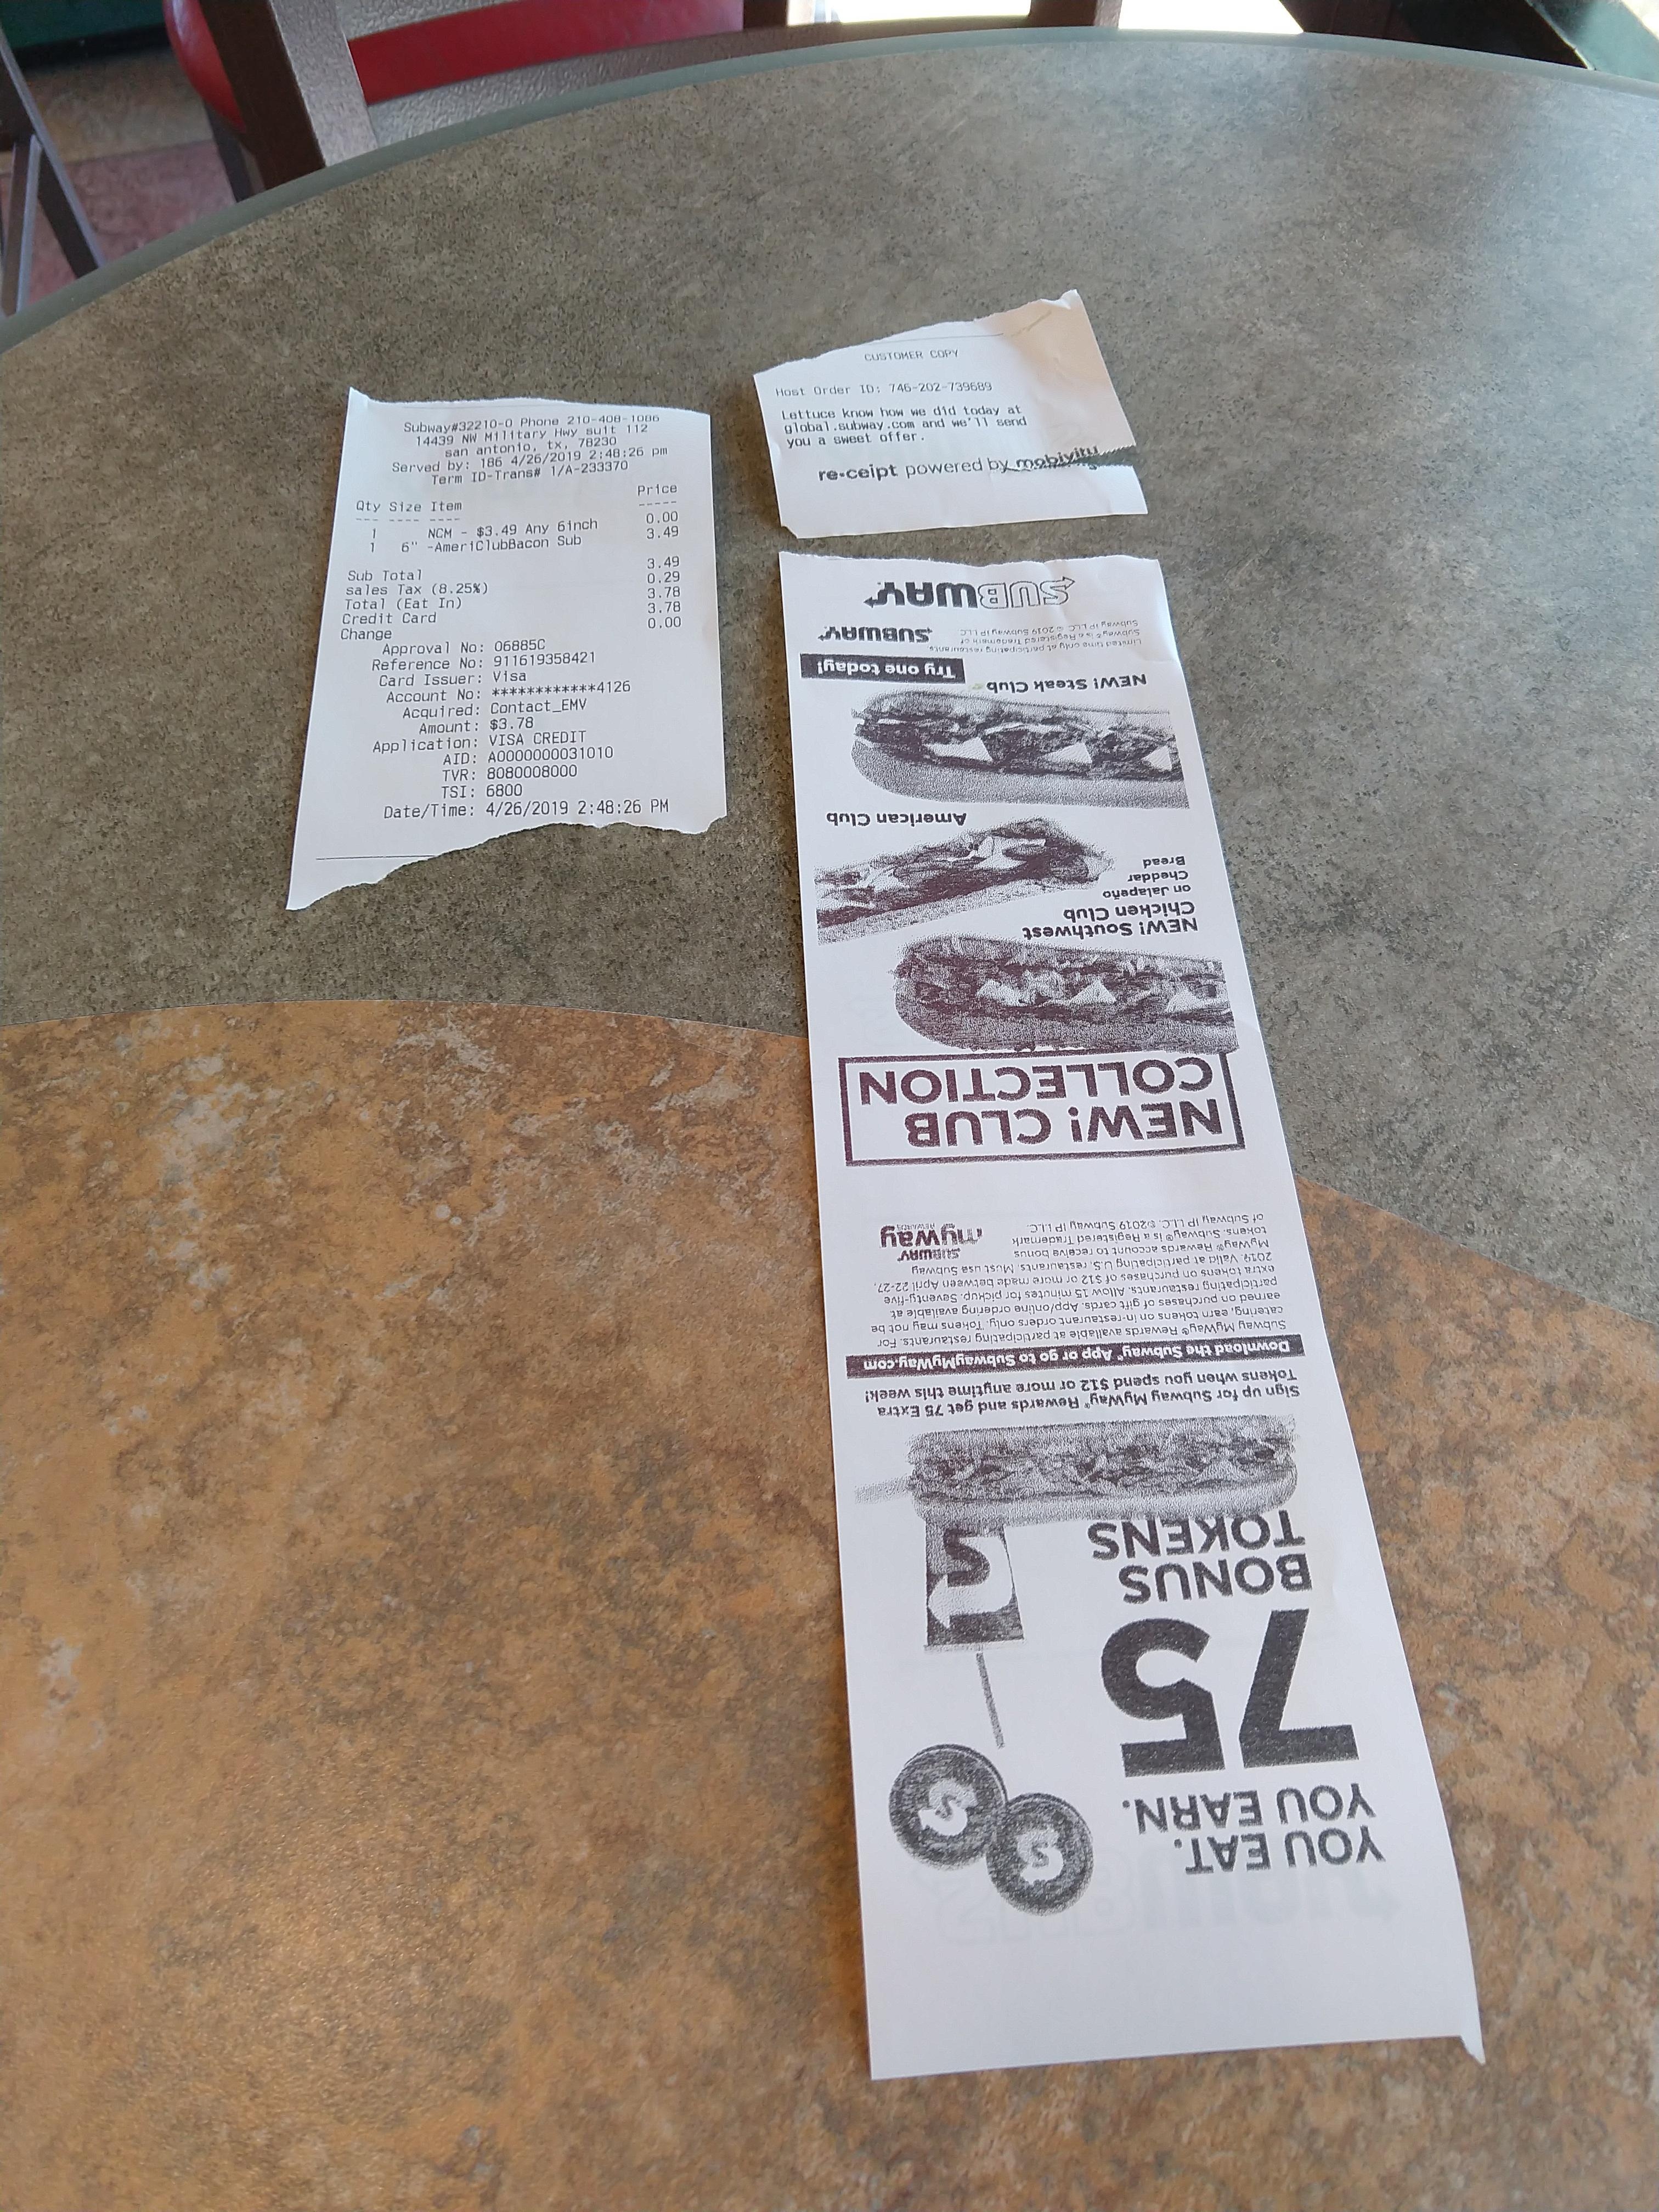 Subway#32210-0 Phone 210-408-1086
14439 NW Military Hwy suit 112
san antonio, tx, 78230
Served by: 186 4/26/2019 2:48:26 pm
Term ID-Trans# 1/A-233370
Qty Size Item Price
--- ---- ---- -----
1 NCM - $3.49 Any 6inch 0.00
1 6" -AmeriClubBacon Sub 3.49
Sub Total 3.49
sales Tax (8.25%) 0.29
Total (Eat In) 3.78
Credit Card 3.78
Change 0.00
Approval No: 06885C
Reference No: 911619358421
Card Issuer: Visa
Account No: ************4126
Acquired: Contact_EMV
Amount: $3.78
Application: VISA CREDIT
AID: A0000000031010
TVR: 8080008000
TSI: 6800
Date/Time: 4/26/2019 2:48:26 PM
CUSTOMER COPY
Host Order ID: 746-202-739689
Lettuce know how we did today at
global.subway.com and we'll send
you a sweet offer.
re•ceipt powered by mobivity
YOU EAT.
YOU EARN.
75
BONUS
TOKENS
S
S
S
Sign up for Subway MyWay® Rewards and get 75 Extra
Tokens when you spend $12 or more anytime this week!
Download the Subway® App or go to SubwayMyWay.com
Subway MyWay® Rewards available at participating restaurants. For
catering, earn tokens on in-restaurant orders only. Tokens may not be
earned on purchases of gift cards. App/online ordering available at
participating restaurants. Allow 15 minutes for pickup. Seventy-five
extra tokens on purchases of $12 or more made between April 22-27,
2019. Valid at participating U.S. restaurants. Must use Subway
MyWay® Rewards account to receive bonus
tokens. Subway® is a Registered Trademark
of Subway IP LLC. ©2019 Subway IP LLC.
SUBWAY
myway
REWARDS
NEW! CLUB
COLLECTION
NEW! Southwest
Chicken Club
on Jalapeño
Cheddar
Bread
American Club
NEW! Steak Club
Try one today!
Limited time only at participating restaurants
Subway® is a Registered Trademark of
Subway IP LLC. © 2019 Subway IP LLC
SUBWAY
SUBWAY